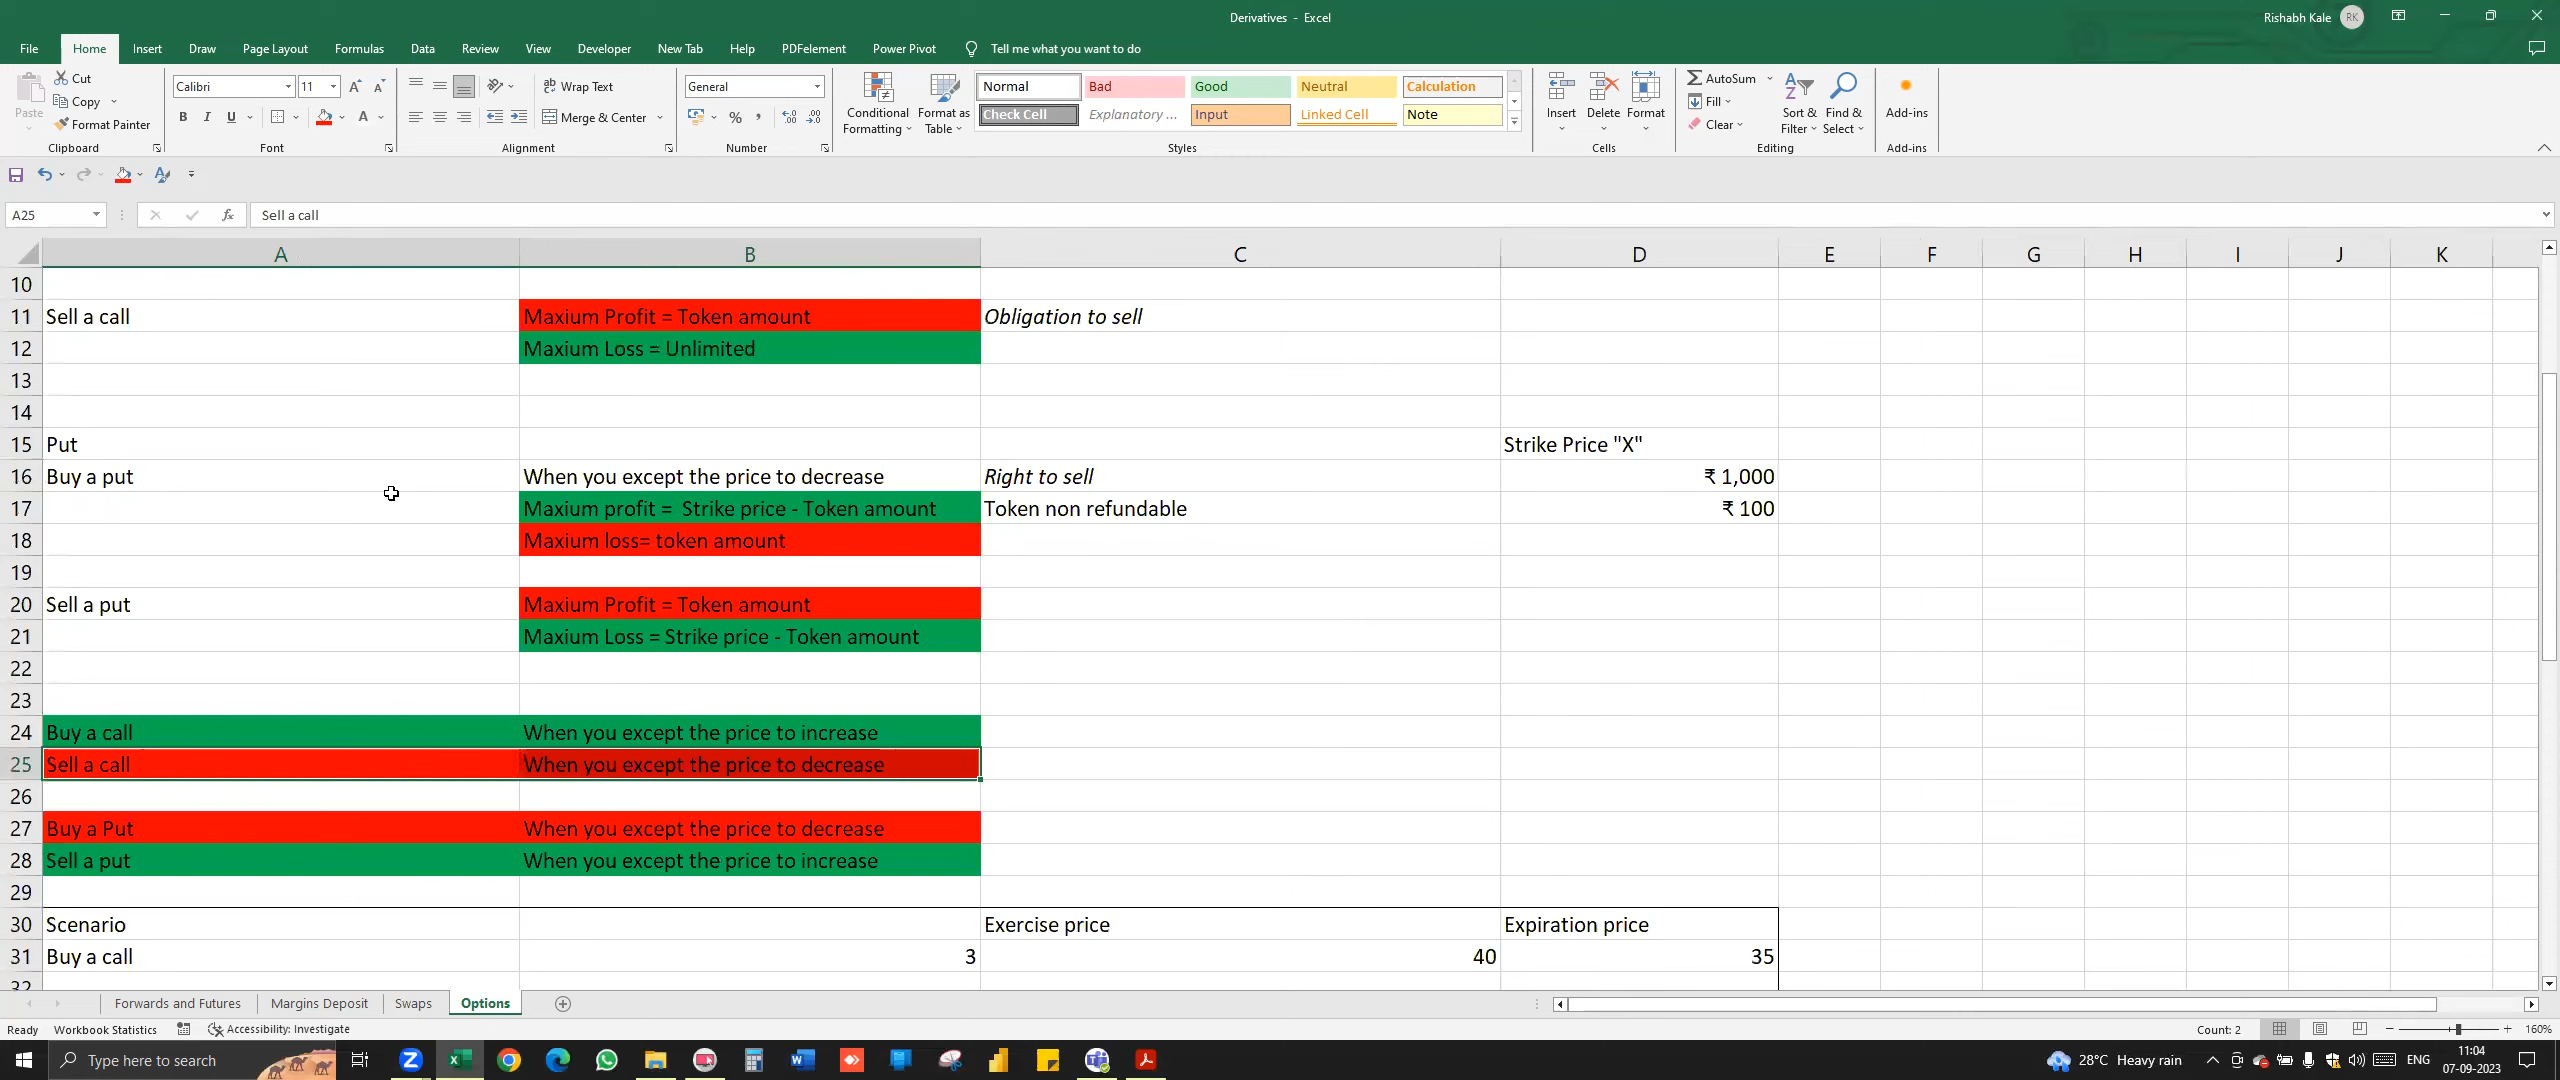 Derivatives - Excel
Rishabh Kale RK
File Home Insert Draw Page Layout Formulas Data Review View Developer New Tab Help PDFelement Power Pivot Tell me what you want to do
Paste
Cut
Copy
Format Painter
Clipboard
Calibri 11
B I U
Font
Wrap Text
Merge & Center
Alignment
General
Number
Conditional Formatting
Format as Table
Normal Bad Good Neutral Calculation
Check Cell Explanatory ... Input Linked Cell Note
Styles
Insert Delete Format
Cells
AutoSum
Fill
Clear
Sort & Filter
Find & Select
Editing
Add-ins
Add-ins
A25 fx Sell a call
A B C D E F G H I J K
10
11 Sell a call Maxium Profit = Token amount Obligation to sell
12 Maxium Loss = Unlimited
13
14
15 Put Strike Price "X"
16 Buy a put When you except the price to decrease Right to sell ₹ 1,000
17 Maxium profit = Strike price - Token amount Token non refundable ₹ 100
18 Maxium loss= token amount
19
20 Sell a put Maxium Profit = Token amount
21 Maxium Loss = Strike price - Token amount
22
23
24 Buy a call When you except the price to increase
25 Sell a call When you except the price to decrease
26
27 Buy a Put When you except the price to decrease
28 Sell a put When you except the price to increase
29
30 Scenario Exercise price Expiration price
31 Buy a call 3 40 35
32
Forwards and Futures Margins Deposit Swaps Options
Ready Workbook Statistics Accessibility: Investigate Count: 2 160%
Type here to search
28°C Heavy rain ENG
11:04
07-09-2023